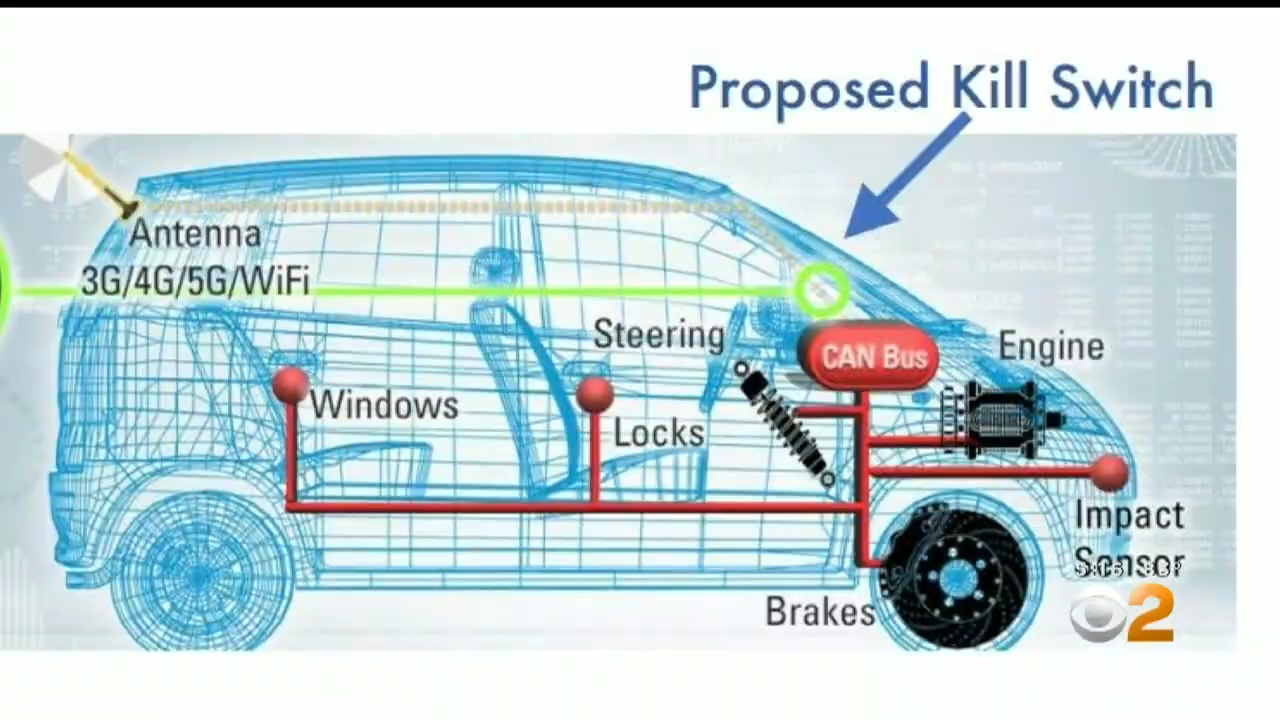 Proposed Kill Switch
Antenna
3G/4G/5G/WiFi
Steering
CAN Bus
Engine
Windows
Locks
Impact
Sensor
Brakes
2